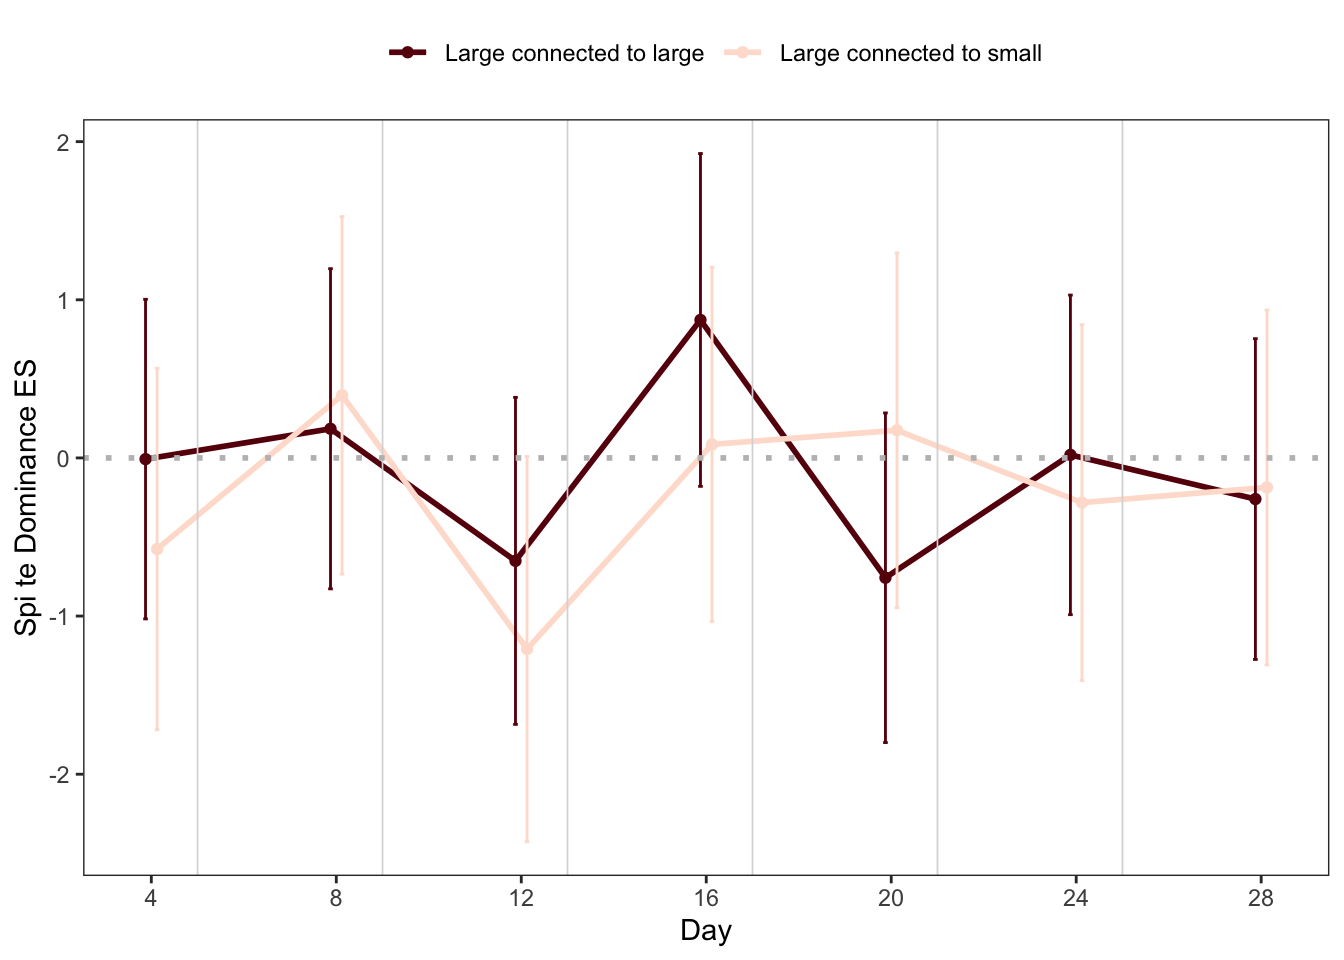 Large connected to large Large connected to small
2
1
0
-1
-2
Spi te Dominance ES
4 8 12 16 20 24 28
Day